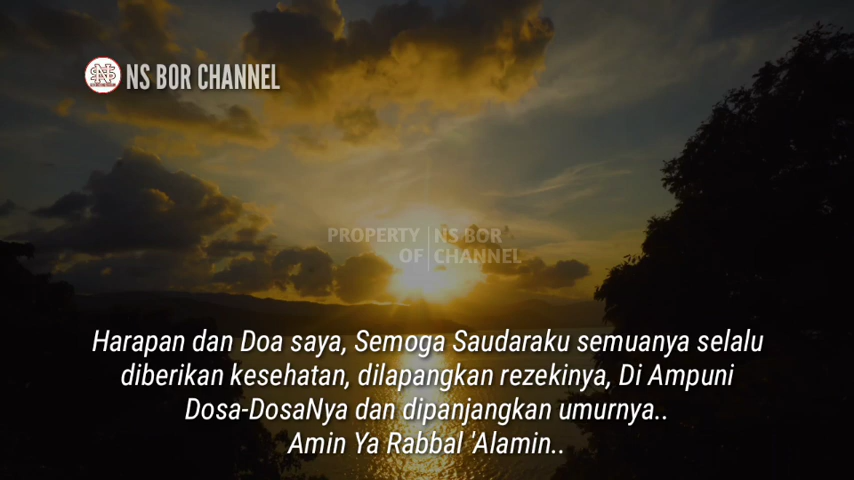 NS BOR CHANNEL
PROPERTY OF
NS BOR CHANNEL
Harapan dan Doa saya, Semoga Saudaraku semuanya selalu
diberikan kesehatan, dilapangkan rezekinya, Di Ampuni
Dosa-DosaNya dan dipanjangkan umurnya..
Amin Ya Rabbal 'Alamin..